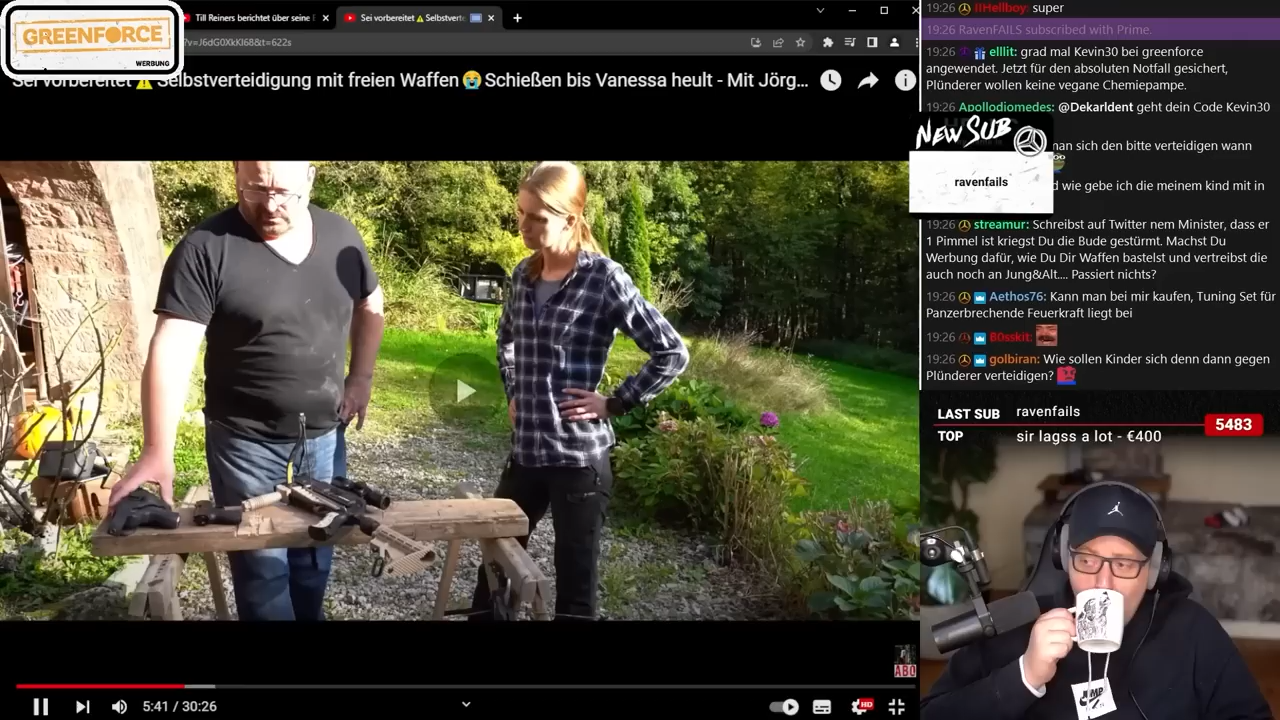 GREENFORCE
WERBUNG
Till Reiners berichtet über seine
Sei vorbereitet ⚠ Selbstvert
?v=J6dG0XkKI68&t=622s
Sei vorbereitet ⚠ Selbstverteidigung mit freien Waffen 😭 Schießen bis Vanessa heult - Mit Jörg...
ABO
5:41 / 30:26
HD
19:26 !!Hellboy: super
19:26 RavenFAILS subscribed with Prime.
19:26 elllit: grad mal Kevin30 bei greenforce
angewendet. Jetzt für den absoluten Notfall gesichert,
Plünderer wollen keine vegane Chemiepampe.
19:26 Apollodiomedes: @Dekarldent geht dein Code Kevin30
NEW SUB
ravenfails
man sich den bitte verteidigen wann
wie gebe ich die meinem kind mit in
19:26 streamur: Schreibst auf Twitter nem Minister, dass er
1 Pimmel ist kriegst Du die Bude gestürmt. Machst Du
Werbung dafür, wie Du Dir Waffen bastelst und vertreibst die
auch noch an Jung&Alt.... Passiert nichts?
19:26 Aethos76: Kann man bei mir kaufen, Tuning Set für
Panzerbrechende Feuerkraft liegt bei
19:26 B0sskit:
19:26 golbiran: Wie sollen Kinder sich denn dann gegen
Plünderer verteidigen?
LAST SUB ravenfails
TOP sir lagss a lot - €400
5483
JUMP